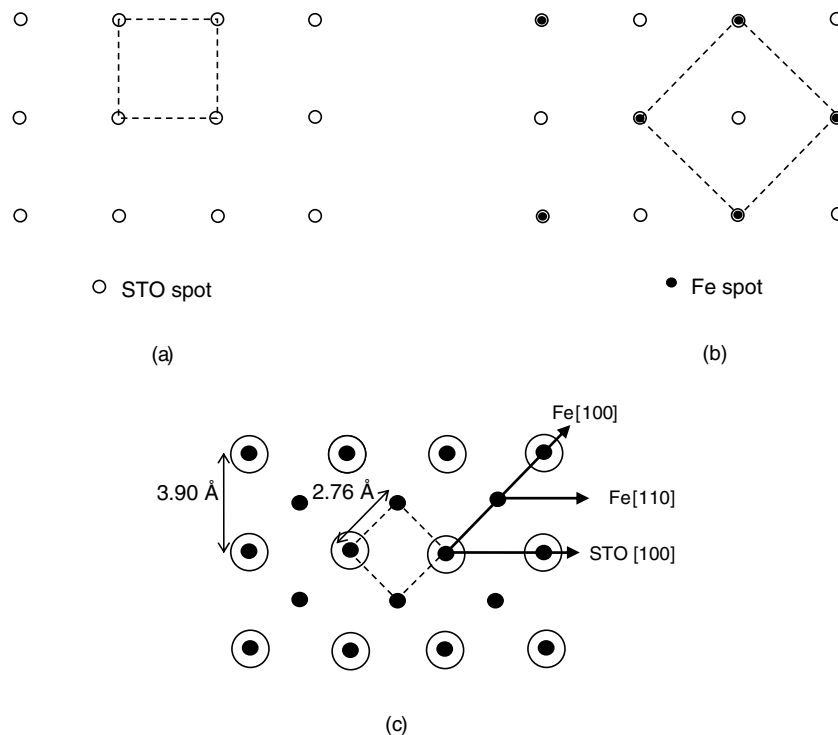 STO spot
Fe spot
(a)
(b)
Fe[100]
3.90 Å
2.76 Å
Fe[110]
STO [100]
(c)